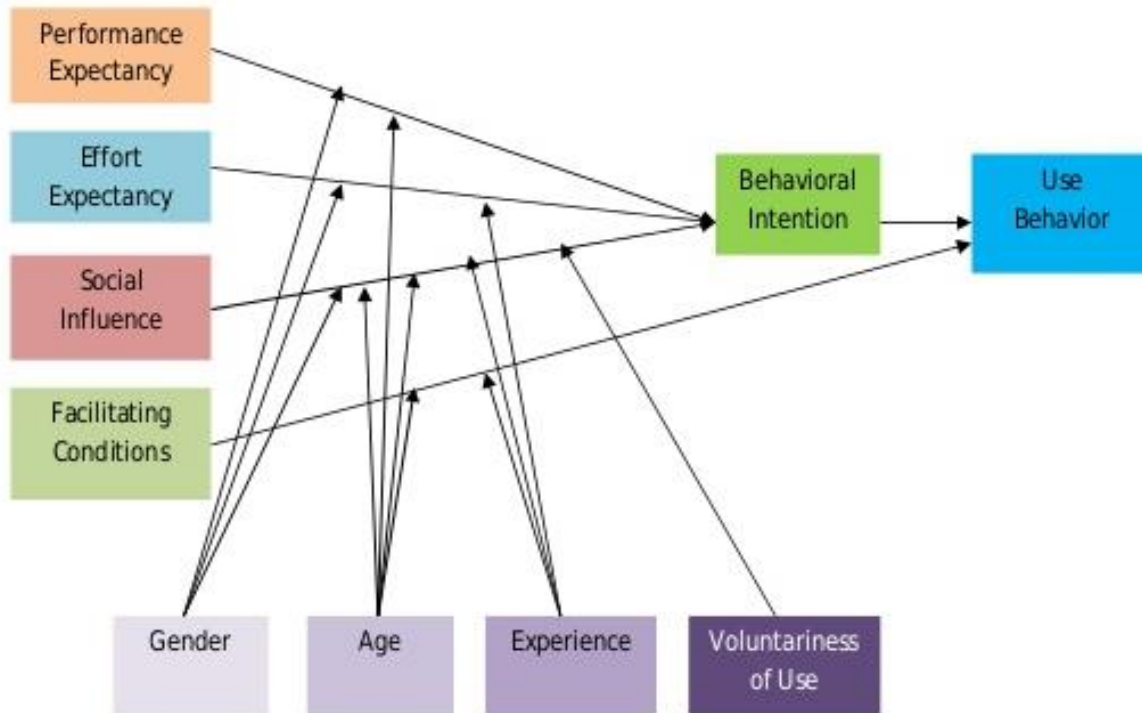 Performance
Expectancy
Effort
Expectancy
Social
Influence
Facilitating
Conditions
Behavioral
Intention
Use
Behavior
Gender
Age
Experience
Voluntariness
of Use